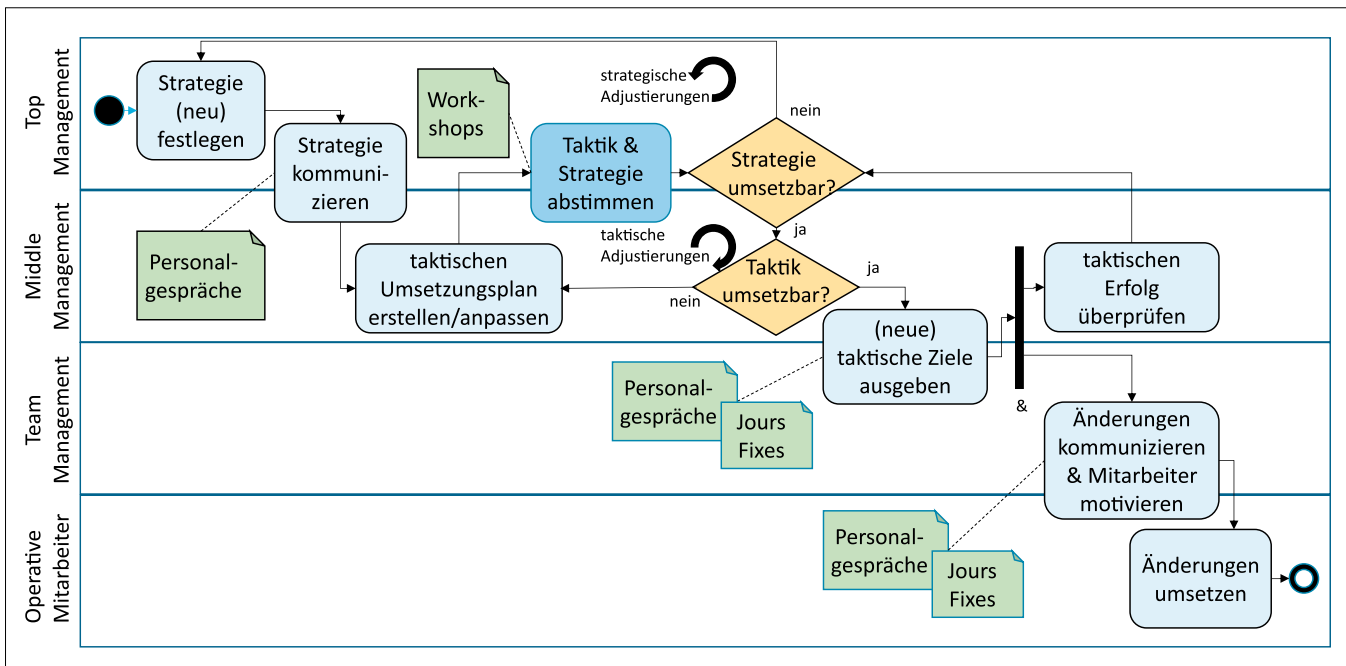 Top
Management
Strategie
(neu)
festlegen
Strategie
kommuni-
zieren
Work-
shops
Taktik &
Strategie
abstimmen
strategische
Adjustierungen
nein
Strategie
umsetzbar?
ja
Middle
Management
Personal-
gespräche
taktischen
Umsetzungsplan
erstellen/anpassen
taktische
Adjustierungen
nein
Taktik
umsetzbar?
ja
(neue)
taktische Ziele
ausgeben
taktischen
Erfolg
überprüfen
&
Team
Management
Personal-
gespräche
Jours
Fixes
Änderungen
kommunizieren
& Mitarbeiter
motivieren
Operative
Mitarbeiter
Personal-
gespräche
Jours
Fixes
Änderungen
umsetzen